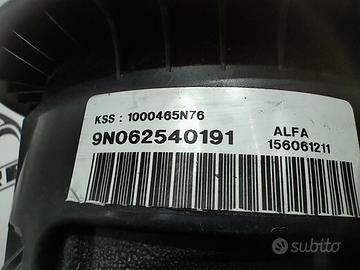 KSS : 1000465N76
9N062540191
ALFA
156061211
subito